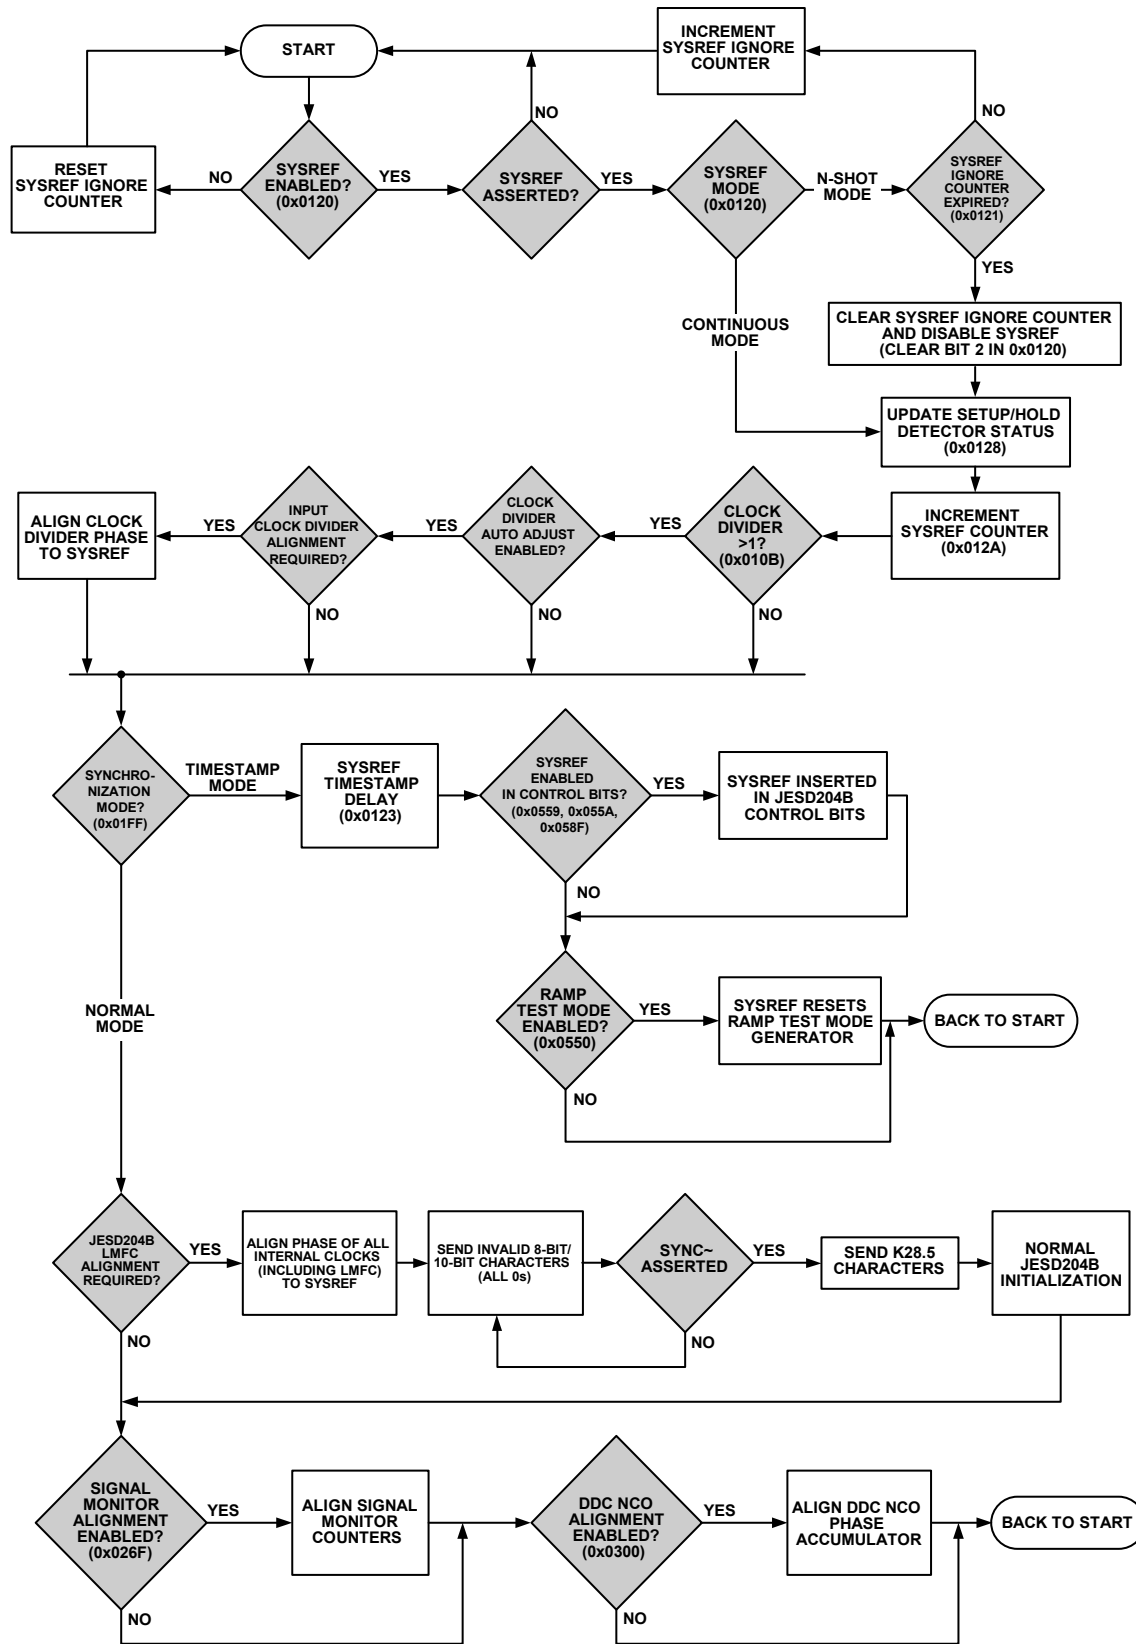 START
INCREMENT
SYSREF IGNORE
COUNTER
NO
NO
RESET
SYSREF IGNORE
COUNTER
NO
SYSREF
ENABLED?
(0x0120)
YES
SYSREF
ASSERTED?
YES
SYSREF
MODE
(0x0120)
N-SHOT
MODE
SYSREF
IGNORE
COUNTER
EXPIRED?
(0x0121)
YES
CONTINUOUS
MODE
CLEAR SYSREF IGNORE COUNTER
AND DISABLE SYSREF
(CLEAR BIT 2 IN 0x0120)
UPDATE SETUP/HOLD
DETECTOR STATUS
(0x0128)
ALIGN CLOCK
DIVIDER PHASE
TO SYSREF
YES
INPUT
CLOCK DIVIDER
ALIGNMENT
REQUIRED?
YES
CLOCK
DIVIDER
AUTO ADJUST
ENABLED?
YES
CLOCK
DIVIDER
>1?
(0x010B)
INCREMENT
SYSREF COUNTER
(0x012A)
NO
NO
NO
SYNCHRO-
NIZATION
MODE?
(0x01FF)
TIMESTAMP
MODE
SYSREF
TIMESTAMP
DELAY
(0x0123)
SYSREF
ENABLED
IN CONTROL BITS?
(0x0559, 0x055A,
0x058F)
YES
SYSREF INSERTED
IN JESD204B
CONTROL BITS
NO
NORMAL
MODE
RAMP
TEST MODE
ENABLED?
(0x0550)
YES
SYSREF RESETS
RAMP TEST MODE
GENERATOR
BACK TO START
NO
JESD204B
LMFC
ALIGNMENT
REQUIRED?
YES
ALIGN PHASE OF ALL
INTERNAL CLOCKS
(INCLUDING LMFC)
TO SYSREF
SEND INVALID 8-BIT/
10-BIT CHARACTERS
(ALL 0s)
SYNC~
ASSERTED
YES
SEND K28.5
CHARACTERS
NORMAL
JESD204B
INITIALIZATION
NO
NO
SIGNAL
MONITOR
ALIGNMENT
ENABLED?
(0x026F)
YES
ALIGN SIGNAL
MONITOR
COUNTERS
DDC NCO
ALIGNMENT
ENABLED?
(0x0300)
YES
ALIGN DDC NCO
PHASE
ACCUMULATOR
BACK TO START
NO
NO